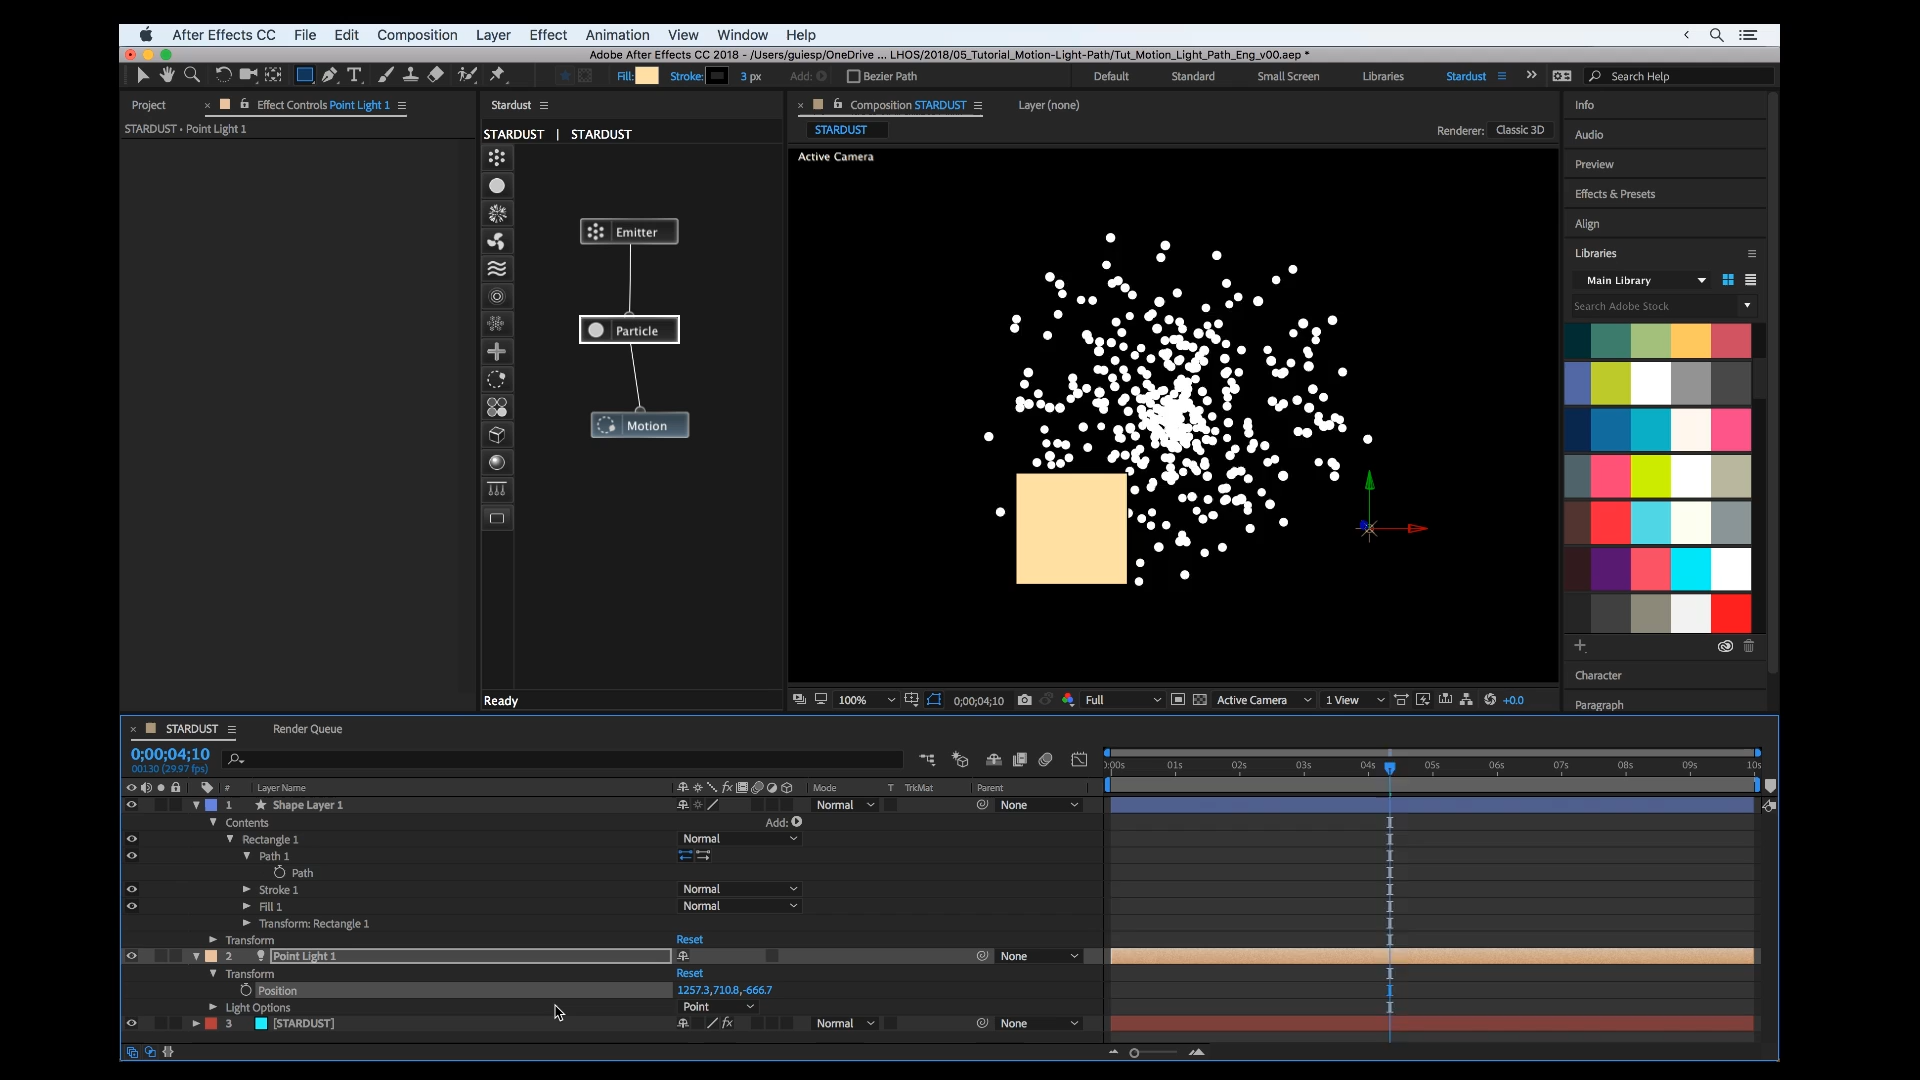 After Effects CC File Edit Composition Layer Effect Animation View Window Help
Adobe After Effects CC 2018 - /Users/guiesp/OneDrive ... LHOS/2018/05_Tutorial_Motion-Light-Path/Tut_Motion_Light_Path_Eng_v00.aep *
Fill: Stroke: 3 px Add: Bezier Path Default Standard Small Screen Libraries Stardust Search Help
Project Effect Controls Point Light 1 Stardust Composition STARDUST Layer (none) Info
STARDUST • Point Light 1
STARDUST | STARDUST
STARDUST
Renderer: Classic 3D
Audio
Active Camera
Preview
Effects & Presets
Align
Emitter
Libraries
Main Library
Search Adobe Stock
Particle
Motion
Character
Ready
100% 0;00;04;10 Full Active Camera 1 View +0.0
Paragraph
STARDUST Render Queue
0;00;04;10
00130 (29.97 fps)
:00s 01s 02s 03s 04s 05s 06s 07s 08s 09s 10s
# Layer Name Mode T TrkMat Parent
1 Shape Layer 1 Normal None
Contents Add:
Rectangle 1 Normal
Path 1
Path
Stroke 1 Normal
Fill 1 Normal
Transform: Rectangle 1
Transform Reset
2 Point Light 1 None
Transform Reset
Position 1257.3,710.8,-666.7
Light Options Point
3 [STARDUST] fx Normal None